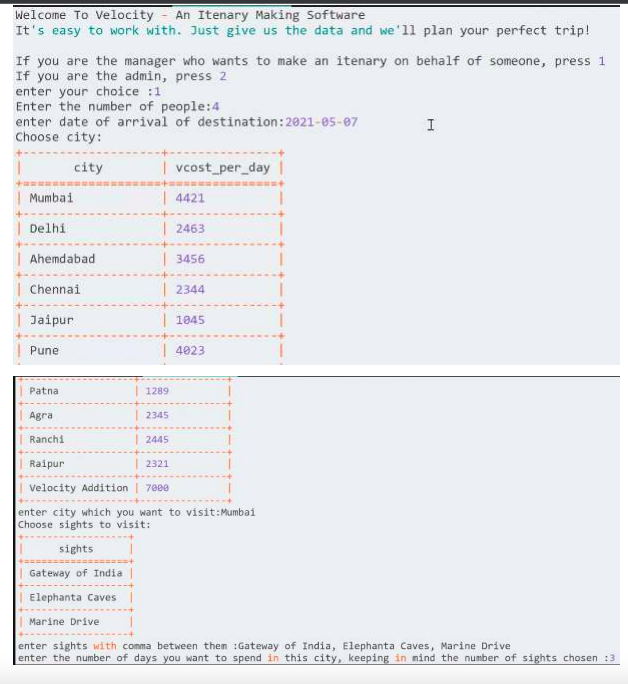 Welcome To Velocity - An Itenary Making Software
It's easy to work with. Just give us the data and we'll plan your perfect trip!
If you are the manager who wants to make an itenary on behalf of someone, press 1
If you are the admin, press 2
enter your choice :1
Enter the number of people:4
enter date of arrival of destination:2021-05-07
Choose city:
city vcost_per_day
Mumbai 4421
Delhi 2463
Ahemdabad 3456
Chennai 2344
Jaipur 1045
Pune 4023
Patna 1289
Agra 2345
Ranchi 2445
Raipur 2321
Velocity Addition 7000
enter city which you want to visit:Mumbai
Choose sights to visit:
sights
Gateway of India
Elephanta Caves
Marine Drive
enter sights with comma between them :Gateway of India, Elephanta Caves, Marine Drive
enter the number of days you want to spend in this city, keeping in mind the number of sights chosen :3